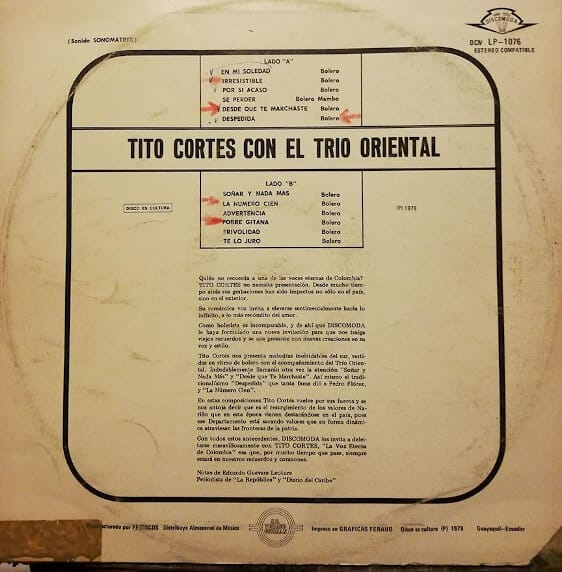 (Sonido SONOMATRIX)
DISCOMODA
DCN LP-1076
ESTEREO COMPATIBLE
LADO "A"
EN MI SOLEDAD Bolero
IRRESISTIBLE Bolero
POR SI ACASO Bolero
SE PERDER Bolero Mambo
DESDE QUE TE MARCHASTE Bolero
DESPEDIDA Bolero
TITO CORTES CON EL TRIO ORIENTAL
LADO "B"
SOÑAR Y NADA MAS Bolero
LA NUMERO CIEN Bolero
ADVERTENCIA Bolero
POBRE GITANA Bolero
FRIVOLIDAD Bolero
TE LO JURO Bolero
DISCO ES CULTURA
(P) 1979
Quién no recuerda a una de las voces eternas de Colombia?
TITO CORTES no necesita presentación. Desde mucho tiem-
po atrás sus grabaciones han sido impactos no sólo en el país,
sino en el exterior.
Su romántica voz invita a elevarse sentimentalmente hacia lo
infinito, a lo más recóndito del amor.
Como bolerista es incomparable, y de ahí que DISCOMODA
le haya formulado una nueva invitación para que nos traiga
viejos recuerdos y se nos presente con nuevas creaciones en su
voz y estilo.
Tito Cortés nos presenta melodías inolvidables del sur, verti-
das en ritmo de bolero con el acompañamiento del Trío Orien-
tal. Indudablemente llamarán otra vez la atención "Soñar y
Nada Más" y "Desde que Te Marchaste". Así mismo el tradi-
cionalísimo "Despedida" que tanta fama dió a Pedro Flórez,
y "La Número Cien".
En estas composiciones Tito Cortés vuelve por sus fueros y se
nos antoja decir que es el resurgimiento de los valores de Na-
riño que en esta época vienen destacándose en el país, pues
ese Departamento está sacando valores que en forma dinámi-
ca atraviesan las fronteras de la patria.
Con todos estos antecedentes, DISCOMODA los invita a delei-
tarse maravillosamente con TITO CORTES, "La Voz Eterna
de Colombia" esa que, por mucho tiempo que pase, siempre
estará en nuestros recuerdos y corazones.
Notas de Eduardo Guevara Lecture
Periodista de "La República" y "Diario del Caribe"
por FEDISCOS Distribuye Almacenes de Música
Impreso en GRAFICAS FERAUD Disco es cultura (P) 1979 Guayaquil-Ecuador